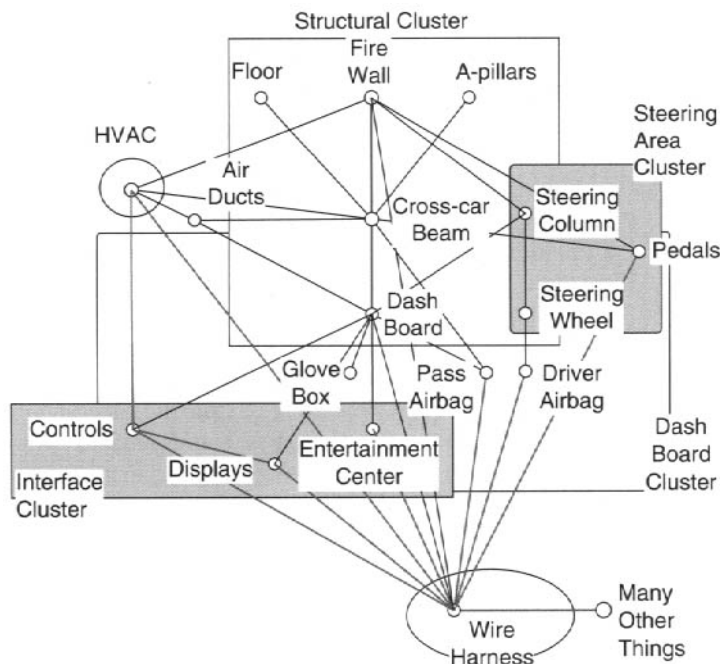 Structural Cluster
Floor
Fire
Wall
A-pillars
HVAC
Steering
Area
Cluster
Air
Ducts
Cross-car
Beam
Steering
Column
Pedals
Dash
Board
Steering
Wheel
Glove
Box
Pass
Airbag
Driver
Airbag
Controls
Displays
Entertainment
Center
Interface
Cluster
Dash
Board
Cluster
Wire
Harness
Many
Other
Things